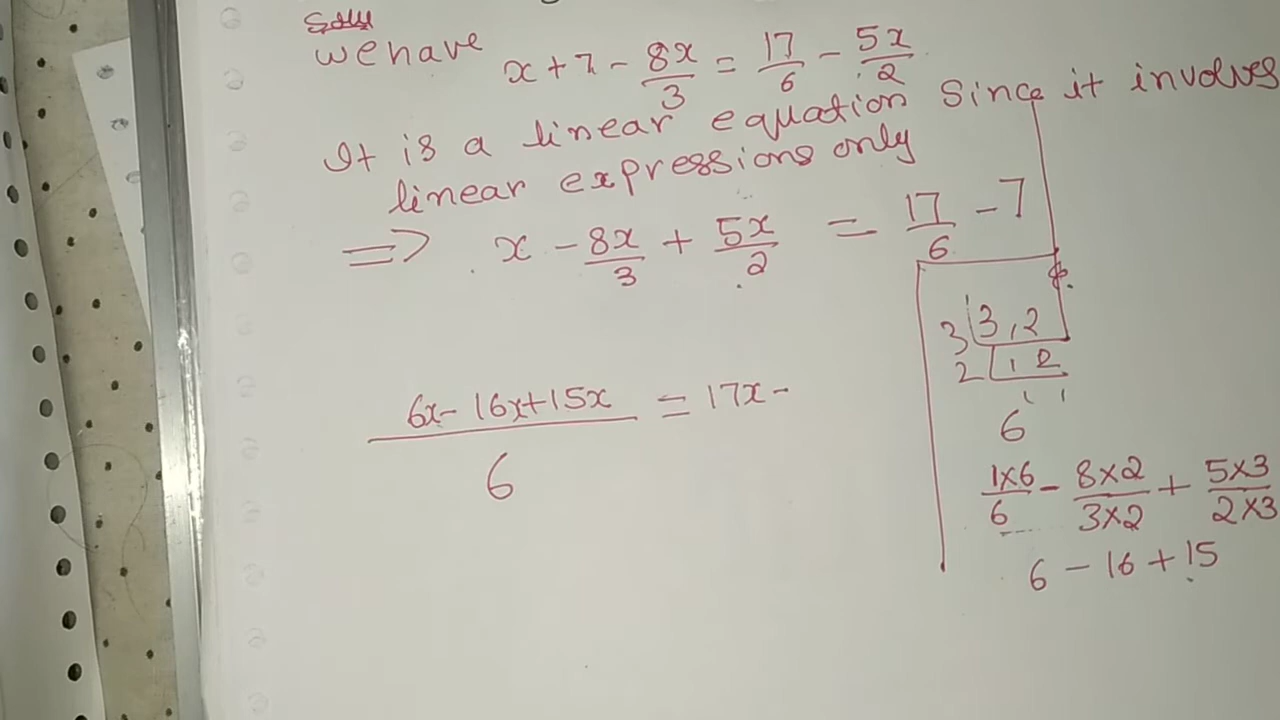 Soln
we have x + 7 - 8x/3 = 17/6 - 5x/2
It is a linear equation since it involves
linear expressions only
=> x - 8x/3 + 5x/2 = 17/6 - 7
3 | 3, 2
2 | 1 2
1 1
6
6x - 16x + 15x / 6 = 17x -
1×6/6 - 8×2/3×2 + 5×3/2×3
6 - 16 + 15